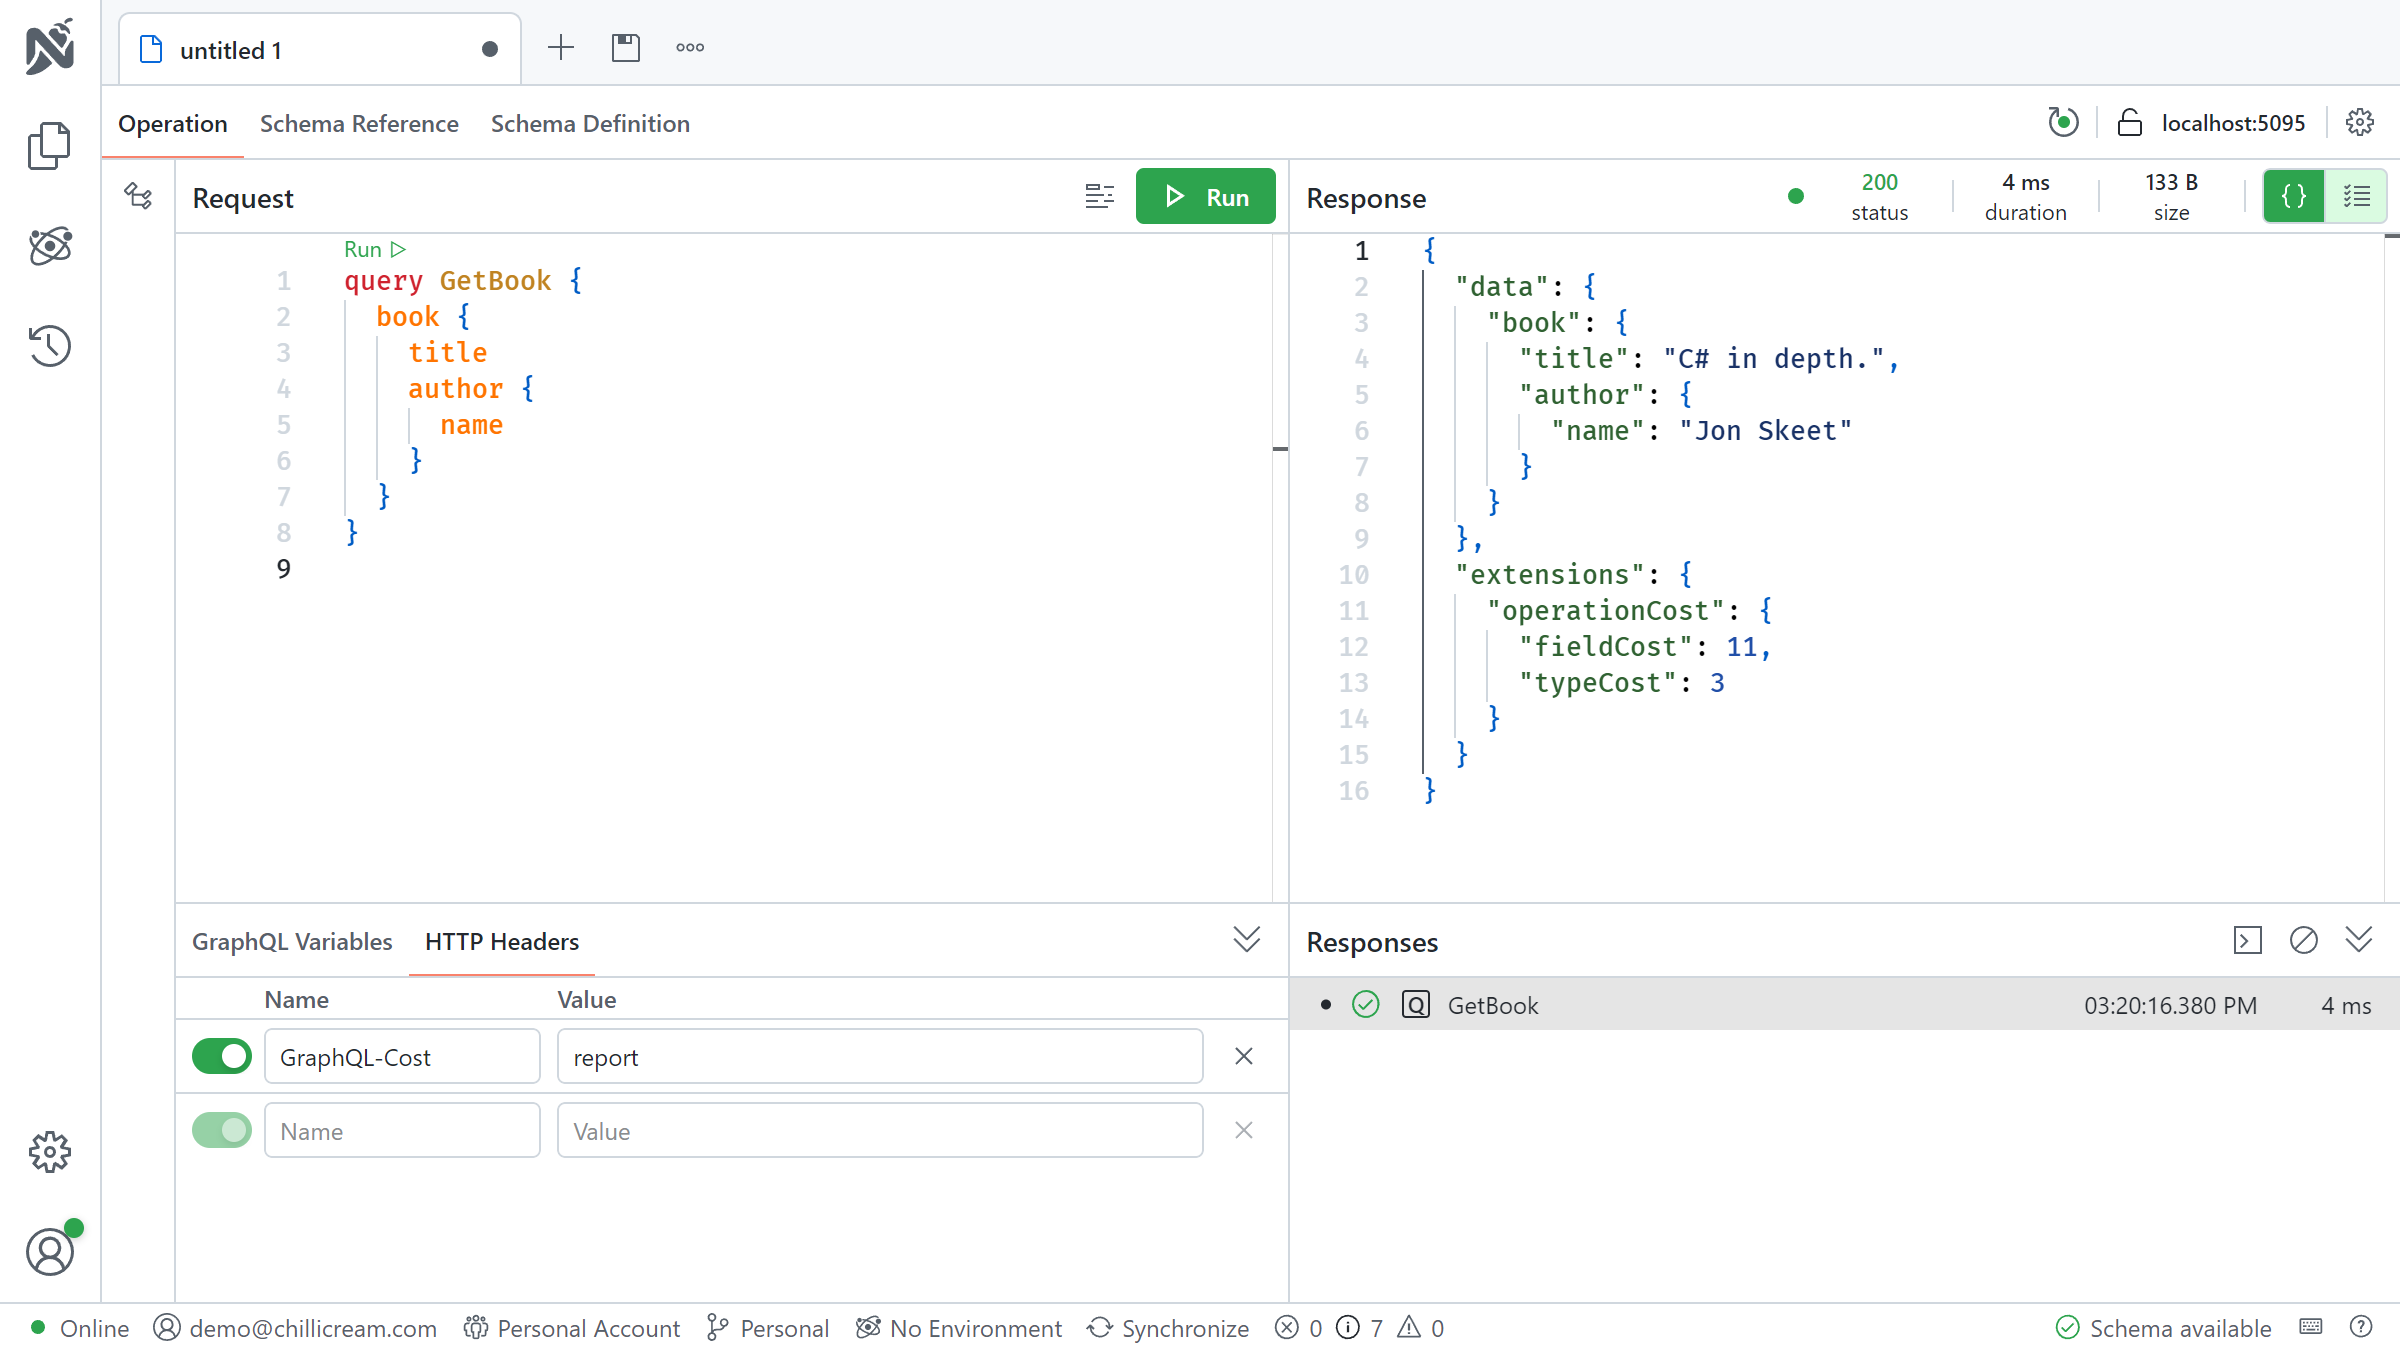 untitled 1
Operation Schema Reference Schema Definition
localhost:5095
Request
Run
Run
1 query GetBook {
2 book {
3 title
4 author {
5 name
6 }
7 }
8 }
9
Response
200 status
4 ms duration
133 B size
{}
1 {
2 "data": {
3 "book": {
4 "title": "C# in depth.",
5 "author": {
6 "name": "Jon Skeet"
7 }
8 }
9 },
10 "extensions": {
11 "operationCost": {
12 "fieldCost": 11,
13 "typeCost": 3
14 }
15 }
16 }
GraphQL Variables HTTP Headers
Name Value
GraphQL-Cost report
Name Value
Responses
Q GetBook 03:20:16.380 PM 4 ms
Online demo@chillicream.com Personal Account Personal No Environment Synchronize 0 7 0 Schema available